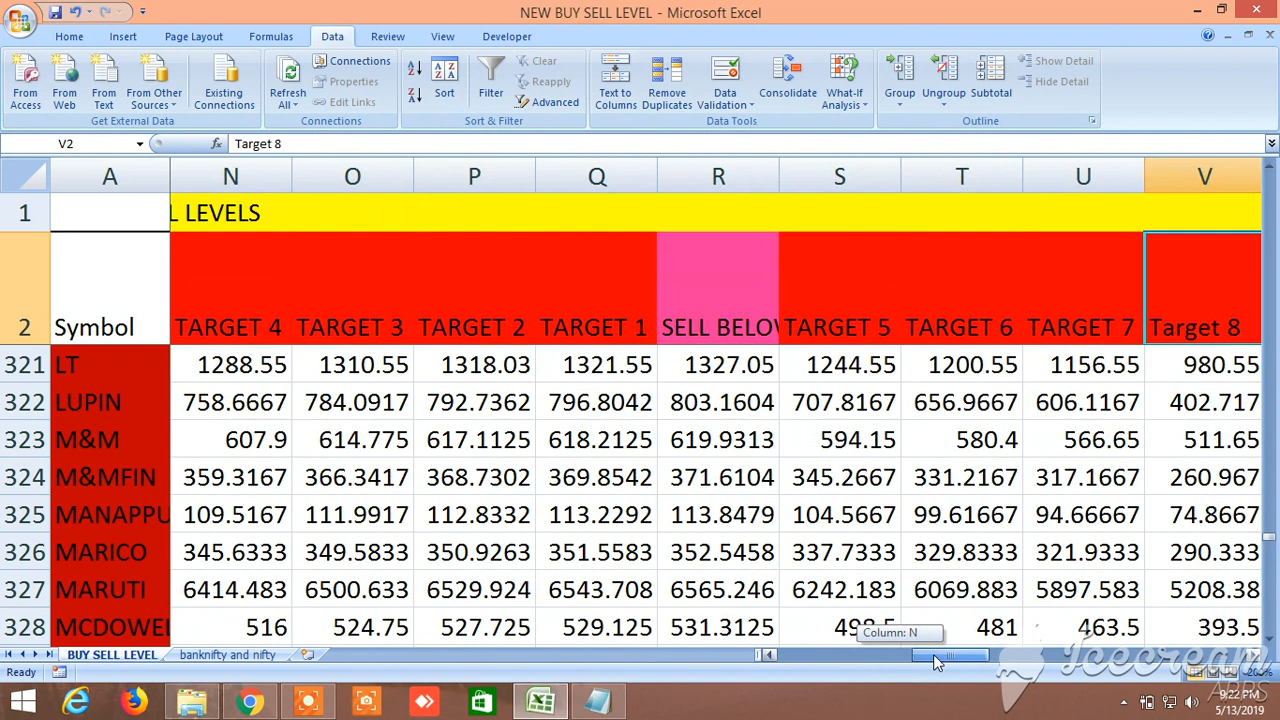 NEW BUY SELL LEVEL - Microsoft Excel
Home Insert Page Layout Formulas Data Review View Developer
From Access From Web From Text From Other Sources Existing Connections
Get External Data
Refresh All Connections Properties Edit Links
Connections
Sort Filter Clear Reapply Advanced
Sort & Filter
Text to Columns Remove Duplicates Data Validation Consolidate What-If Analysis
Data Tools
Group Ungroup Subtotal Show Detail Hide Detail
Outline
V2 fx Target 8
A N O P Q R S T U V
1 L LEVELS
2 Symbol TARGET 4 TARGET 3 TARGET 2 TARGET 1 SELL BELOV TARGET 5 TARGET 6 TARGET 7 Target 8
321 LT 1288.55 1310.55 1318.03 1321.55 1327.05 1244.55 1200.55 1156.55 980.55
322 LUPIN 758.6667 784.0917 792.7362 796.8042 803.1604 707.8167 656.9667 606.1167 402.717
323 M&M 607.9 614.775 617.1125 618.2125 619.9313 594.15 580.4 566.65 511.65
324 M&MFIN 359.3167 366.3417 368.7302 369.8542 371.6104 345.2667 331.2167 317.1667 260.967
325 MANAPPU 109.5167 111.9917 112.8332 113.2292 113.8479 104.5667 99.61667 94.66667 74.8667
326 MARICO 345.6333 349.5833 350.9263 351.5583 352.5458 337.7333 329.8333 321.9333 290.333
327 MARUTI 6414.483 6500.633 6529.924 6543.708 6565.246 6242.183 6069.883 5897.583 5208.38
328 MCDOWEL 516 524.75 527.725 529.125 531.3125 498.5 481 463.5 393.5
Column: N
BUY SELL LEVEL banknifty and nifty
Ready 200%
Icecream
APPS
9:22 PM
5/13/2019